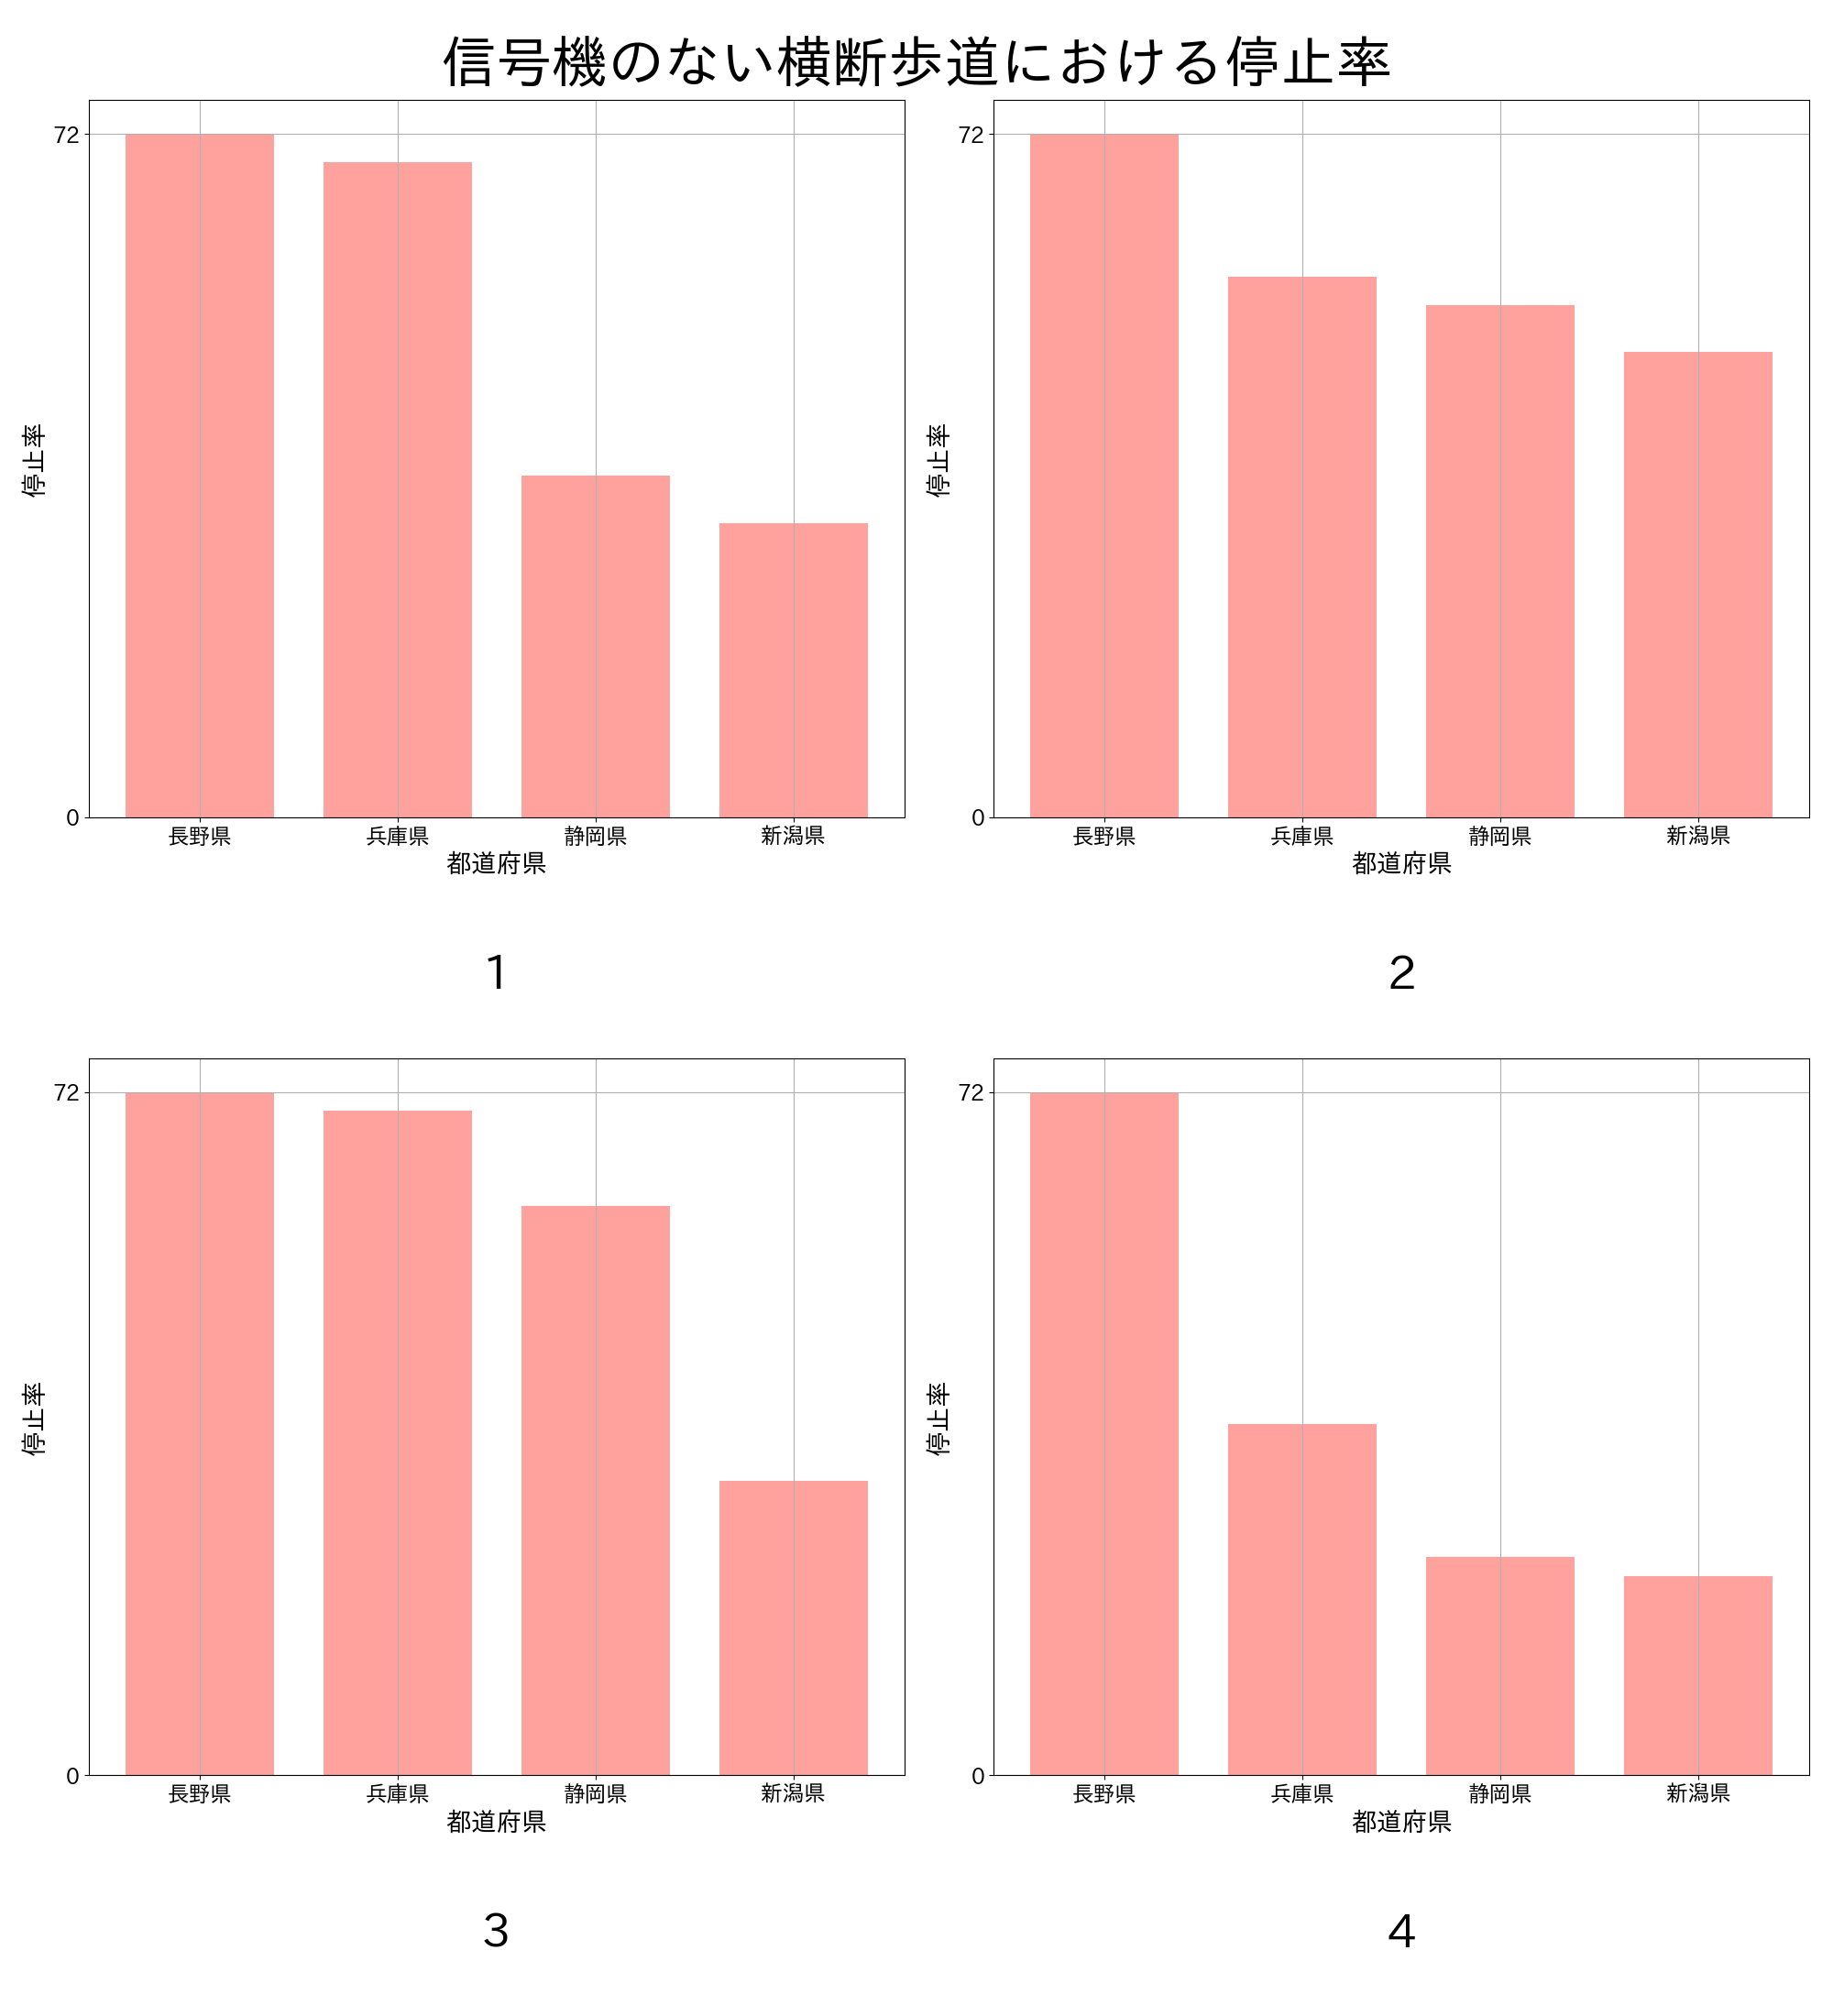 信号機のない横断歩道における停止率
72
停止率
0
長野県 兵庫県 静岡県 新潟県
都道府県
1
72
停止率
0
長野県 兵庫県 静岡県 新潟県
都道府県
2
72
停止率
0
長野県 兵庫県 静岡県 新潟県
都道府県
3
72
停止率
0
長野県 兵庫県 静岡県 新潟県
都道府県
4